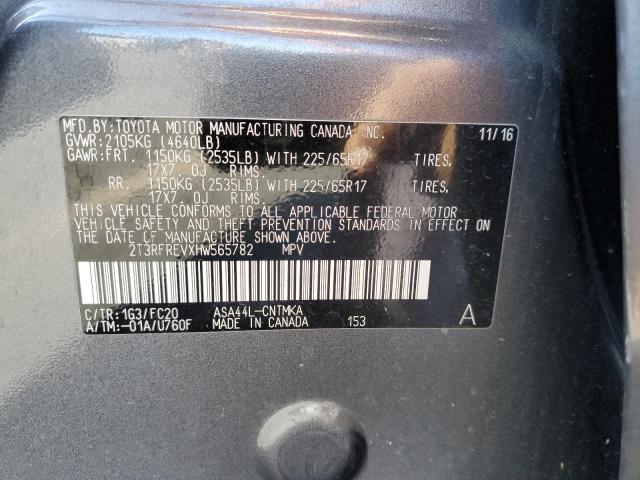 MFD.BY:TOYOTA MOTOR MANUFACTURING CANADA INC. 11/16
GVWR:2105KG (4640LB)
GAWR:FRT. 1150KG (2535LB) WITH 225/65R17 TIRES,
17X7.0J RIMS.
RR. 1150KG (2535LB) WITH 225/65R17 TIRES,
17X7.0J RIMS.
THIS VEHICLE CONFORMS TO ALL APPLICABLE FEDERAL MOTOR
VEHICLE SAFETY AND THEFT PREVENTION STANDARDS IN EFFECT ON
THE DATE OF MANUFACTURE SHOWN ABOVE.
2T3RFREVXHW565782 MPV
C/TR:1G3/FC20 ASA44L-CNTMKA
A/TM:-01A/U760F MADE IN CANADA 153 A